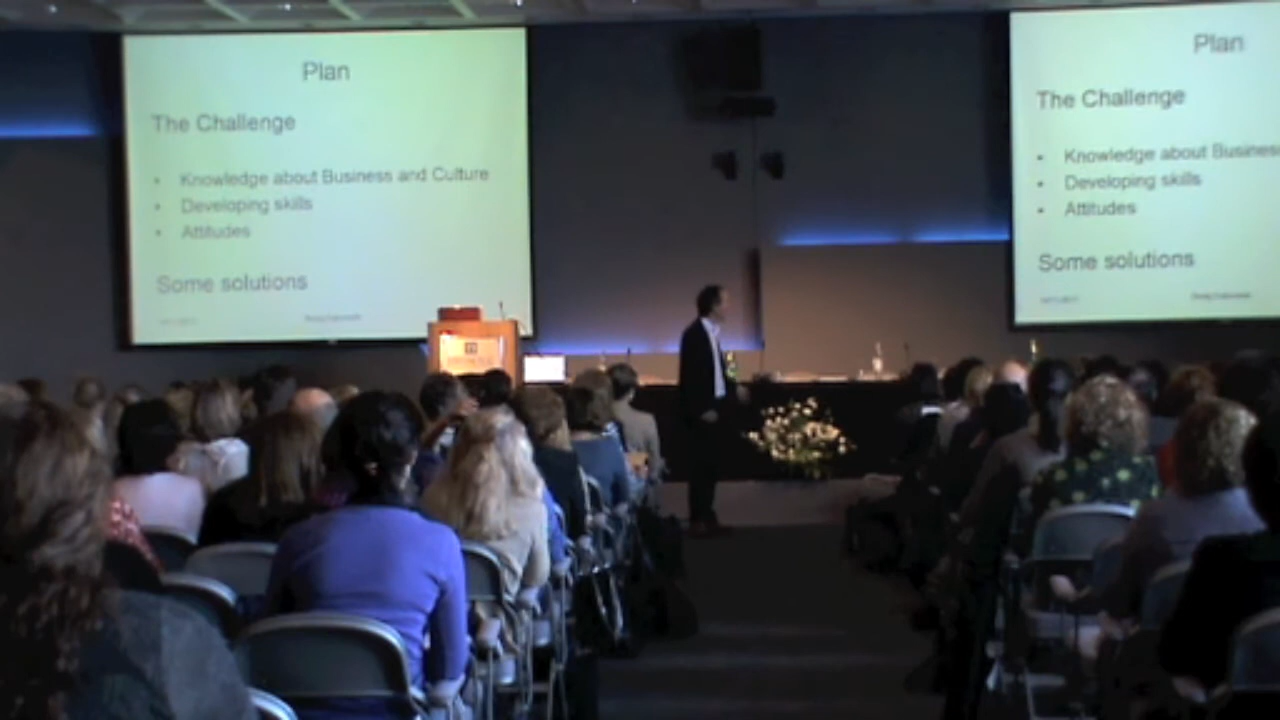 Plan
The Challenge
• Knowledge about Business and Culture
• Developing skills
• Attitudes
Some solutions
Plan
The Challenge
• Knowledge about Business
• Developing skills
• Attitudes
Some solutions